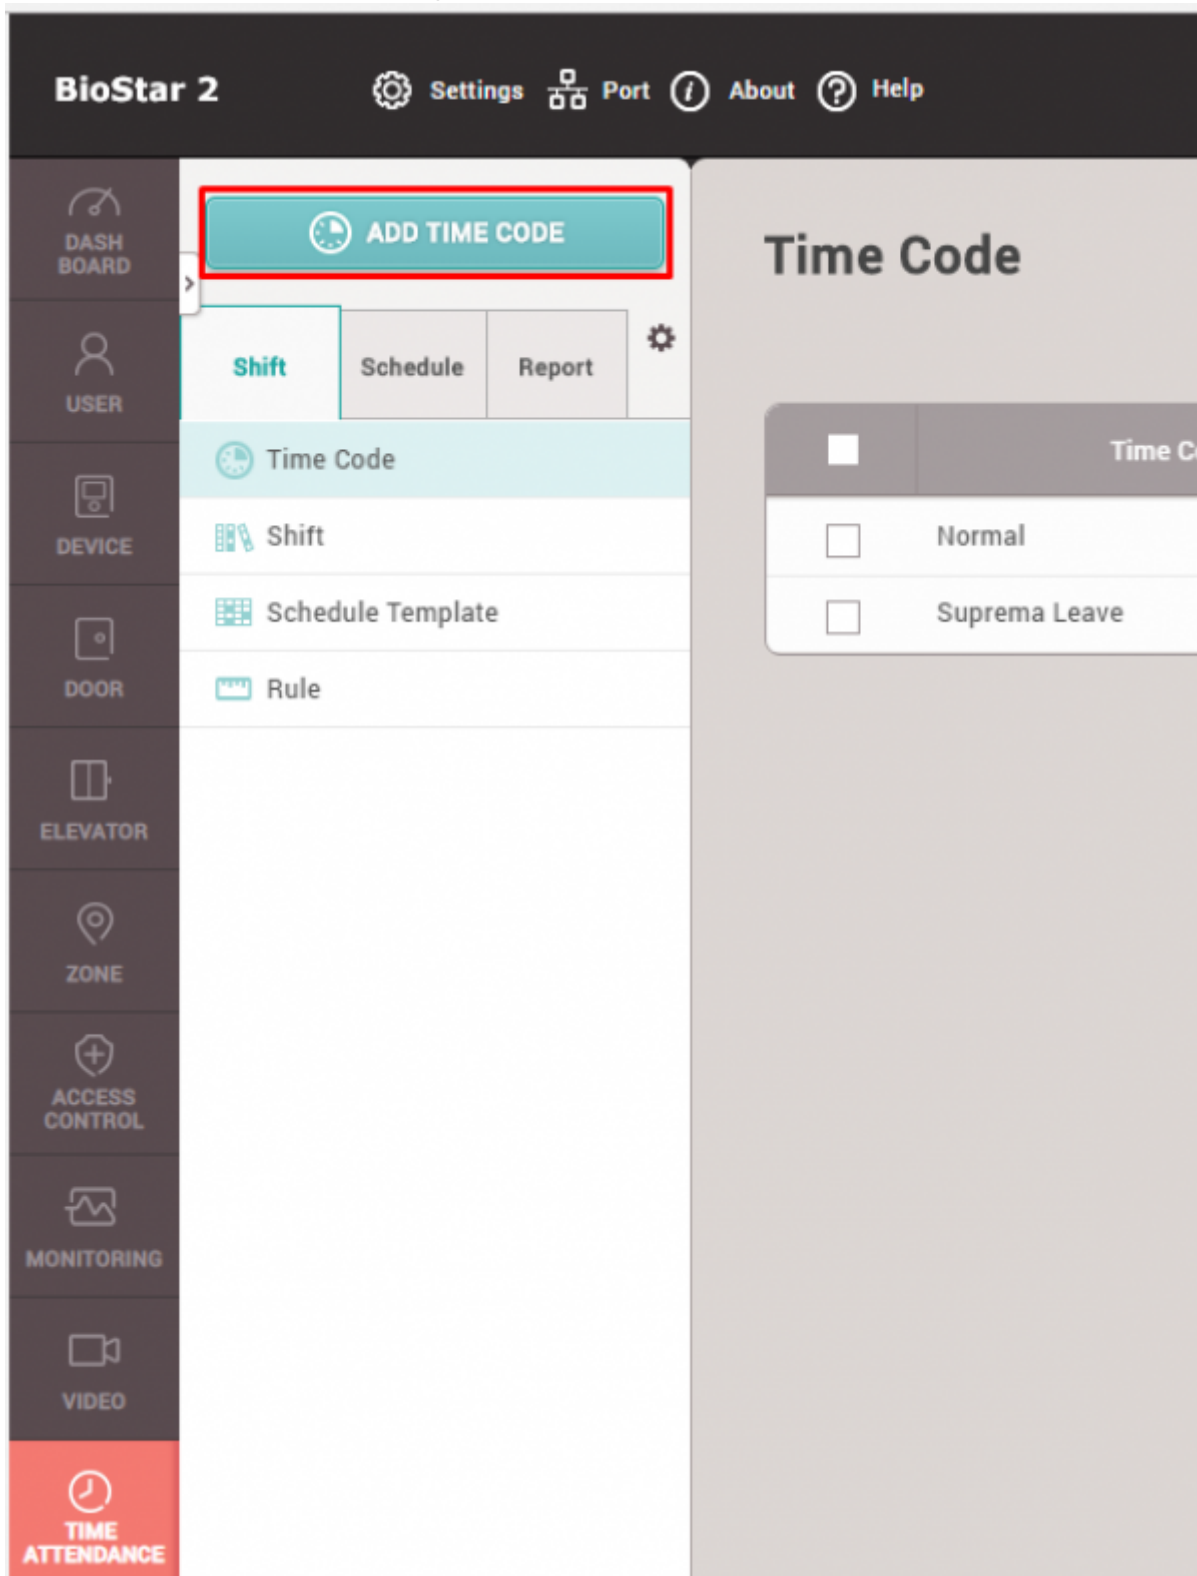 BioStar 2
Settings
Port
About
Help
DASH
BOARD
USER
DEVICE
DOOR
ELEVATOR
ZONE
ACCESS
CONTROL
MONITORING
VIDEO
TIME
ATTENDANCE
ADD TIME CODE
Shift
Schedule
Report
Time Code
Shift
Schedule Template
Rule
Time Code
Time C
Normal
Suprema Leave